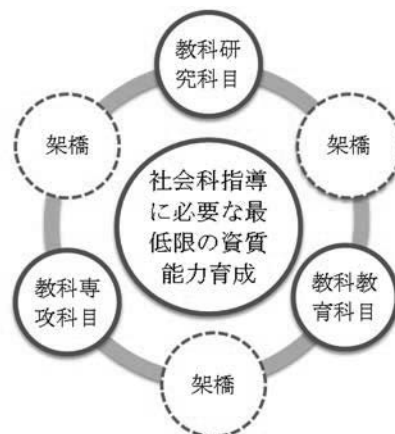 教科研
究科目
架橋
架橋
社会科指導
に必要な最
低限の資質
能力育成
教科専
攻科目
教科教
育科目
架橋